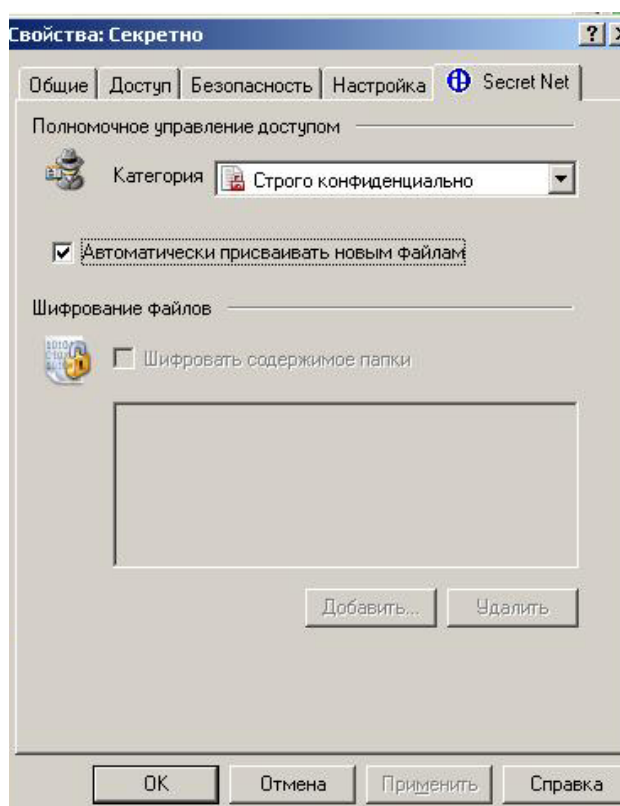 Свойства: Секретно
Общие Доступ Безопасность Настройка Secret Net
Полномочное управление доступом
Категория Строго конфиденциально
Автоматически присваивать новым файлам
Шифрование файлов
Шифровать содержимое папки
Добавить... Удалить
OK Отмена Применить Справка